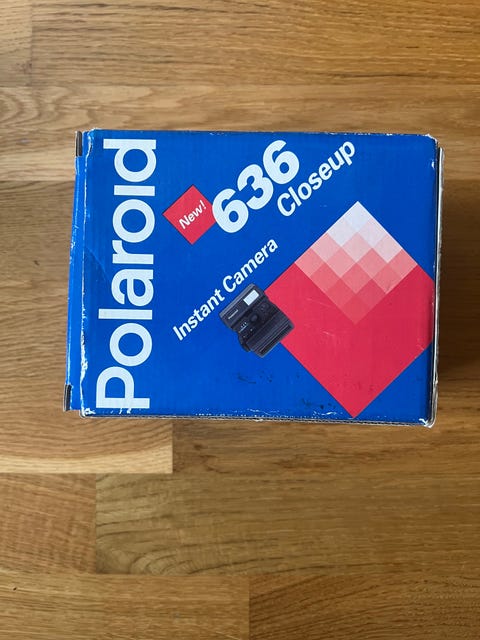 Polaroid
New!
636
Closeup
Instant Camera